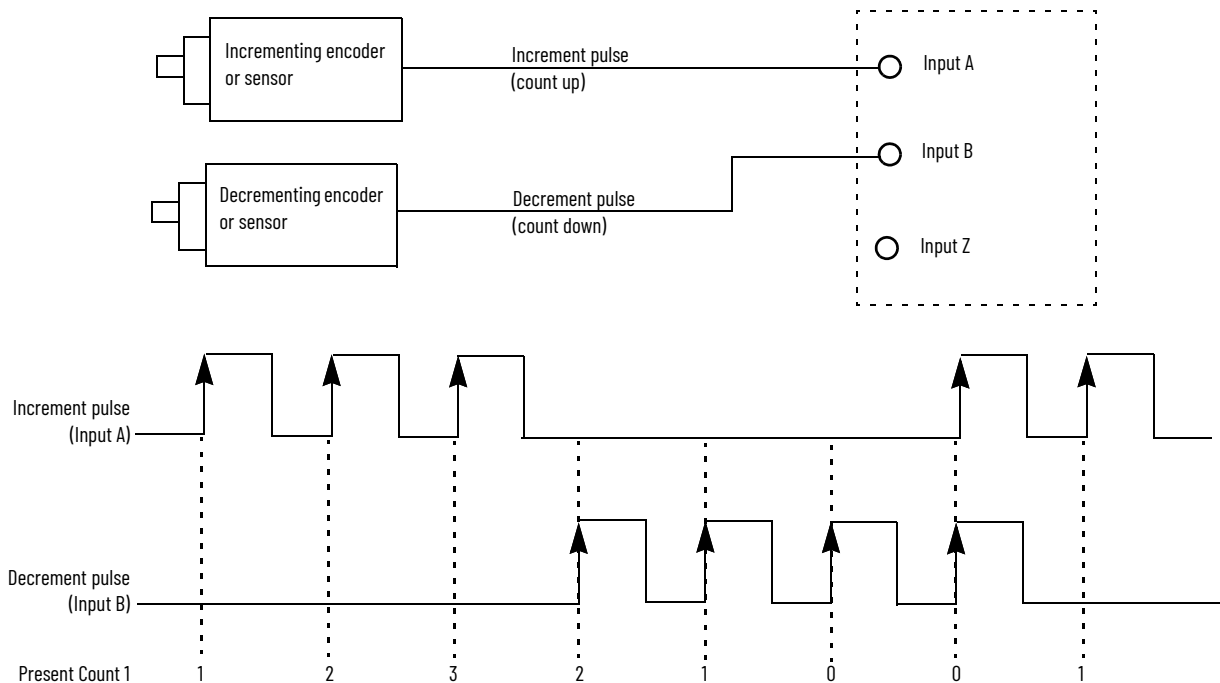 Incrementing encoder
or sensor
Increment pulse
(count up)
Input A
Input B
Decrementing encoder
or sensor
Decrement pulse
(count down)
Input Z
Increment pulse
(Input A)
Decrement pulse
(Input B)
Present Count 1 1 2 3 2 1 0 0 1